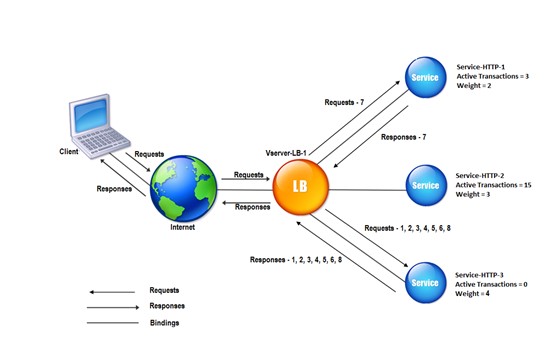 Service-HTTP-1
Active Transactions = 3
Weight = 2
Service
Requests - 7
Responses - 7
Client
Requests
Responses
Vserver-LB-1
Requests
LB
Responses
Internet
Service-HTTP-2
Active Transactions = 15
Weight = 3
Service
Requests - 1, 2, 3, 4, 5, 6, 8
Responses - 1, 2, 3, 4, 5, 6, 8
Service-HTTP-3
Active Transactions = 0
Weight = 4
Service
Requests
Responses
Bindings